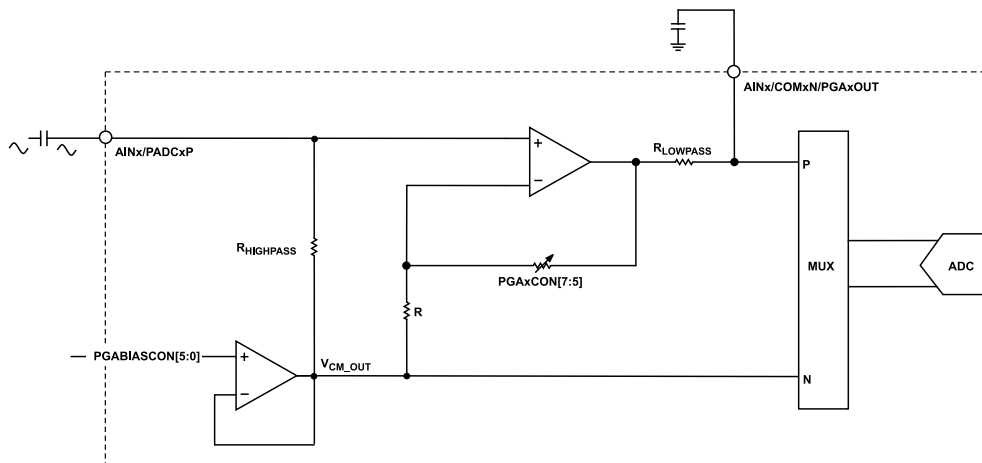 AINx/COMxN/PGAxOUT
AINx/PADCxP
+
−
RLOWPASS
P
RHIGHPASS
PGAxCON[7:5]
MUX
ADC
R
PGABIASCON[5:0]
+
−
VCM_OUT
N